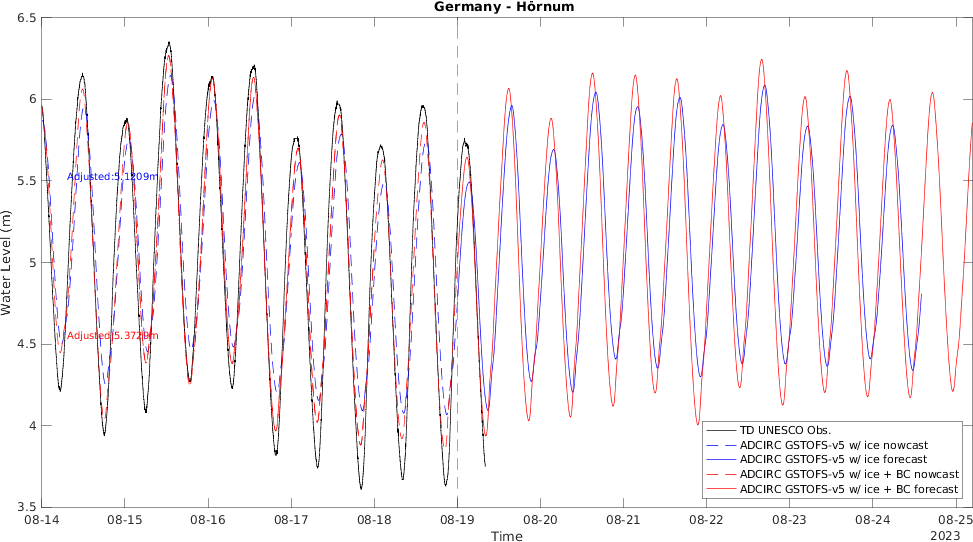 Germany - Hörnum
6.5
6
5.5
5
4.5
4
3.5
Water Level (m)
Adjusted:5.1209m
Adjusted:5.3729m
TD UNESCO Obs.
ADCIRC GSTOFS-v5 w/ ice nowcast
ADCIRC GSTOFS-v5 w/ ice forecast
ADCIRC GSTOFS-v5 w/ ice + BC nowcast
ADCIRC GSTOFS-v5 w/ ice + BC forecast
08-14 08-15 08-16 08-17 08-18 08-19 08-20 08-21 08-22 08-23 08-24 08-25
Time
2023